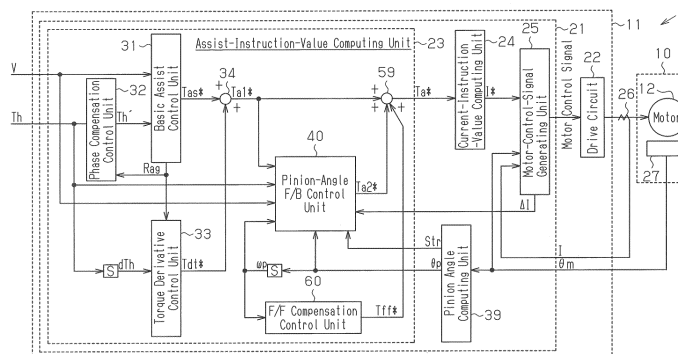 11
21
Assist-Instruction-Value Computing Unit 23
31
Basic Assist Control Unit
V
Th
32
Phase Compensation Control Unit
Th´
Rag
Tas*
34
+
+
Ta1*
59
+
+
+
Ta*
24
Current-Instruction-Value Computing Unit
I*
25
Motor-Control-Signal Generating Unit
Motor Control Signal
22
Drive Circuit
26
10
12
Motor
27
40
Pinion-Angle F/B Control Unit
Ta2*
ΔI
33
Torque Derivative Control Unit
S
dTh
Tdt*
ωp
S
Str
θp
I
θm
60
F/F Compensation Control Unit
Tff*
Pinion Angle Computing Unit
39